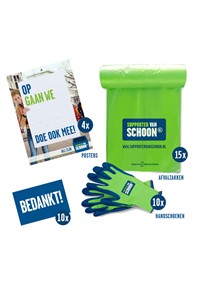 OP
GAAN WE
DOE OOK MEE!
4x
POSTERS
SUPPORTER VAN
SCHOON
WWW.SUPPORTERVANSCHOON.NL
15x
AFVALZAKKEN
BEDANKT!
10x
SCHOON
10x
HANDSCHOENEN